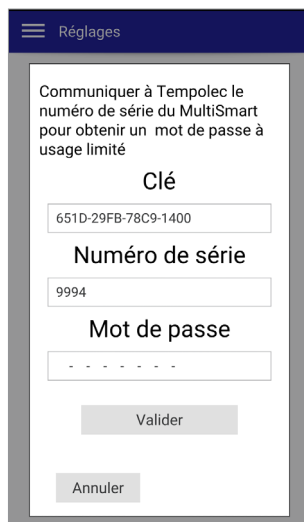 Réglages
Communiquer à Tempolec le
numéro de série du MultiSmart
pour obtenir un mot de passe à
usage limité
Clé
651D-29FB-78C9-1400
Numéro de série
9994
Mot de passe
- - - - - - -
Valider
Annuler